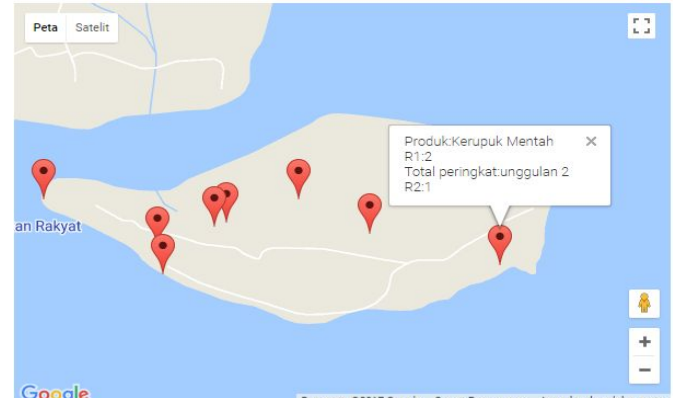 Peta Satelit
Produk:Kerupuk Mentah
R1:2
Total peringkat:unggulan 2
R2:1
an Rakyat
Google